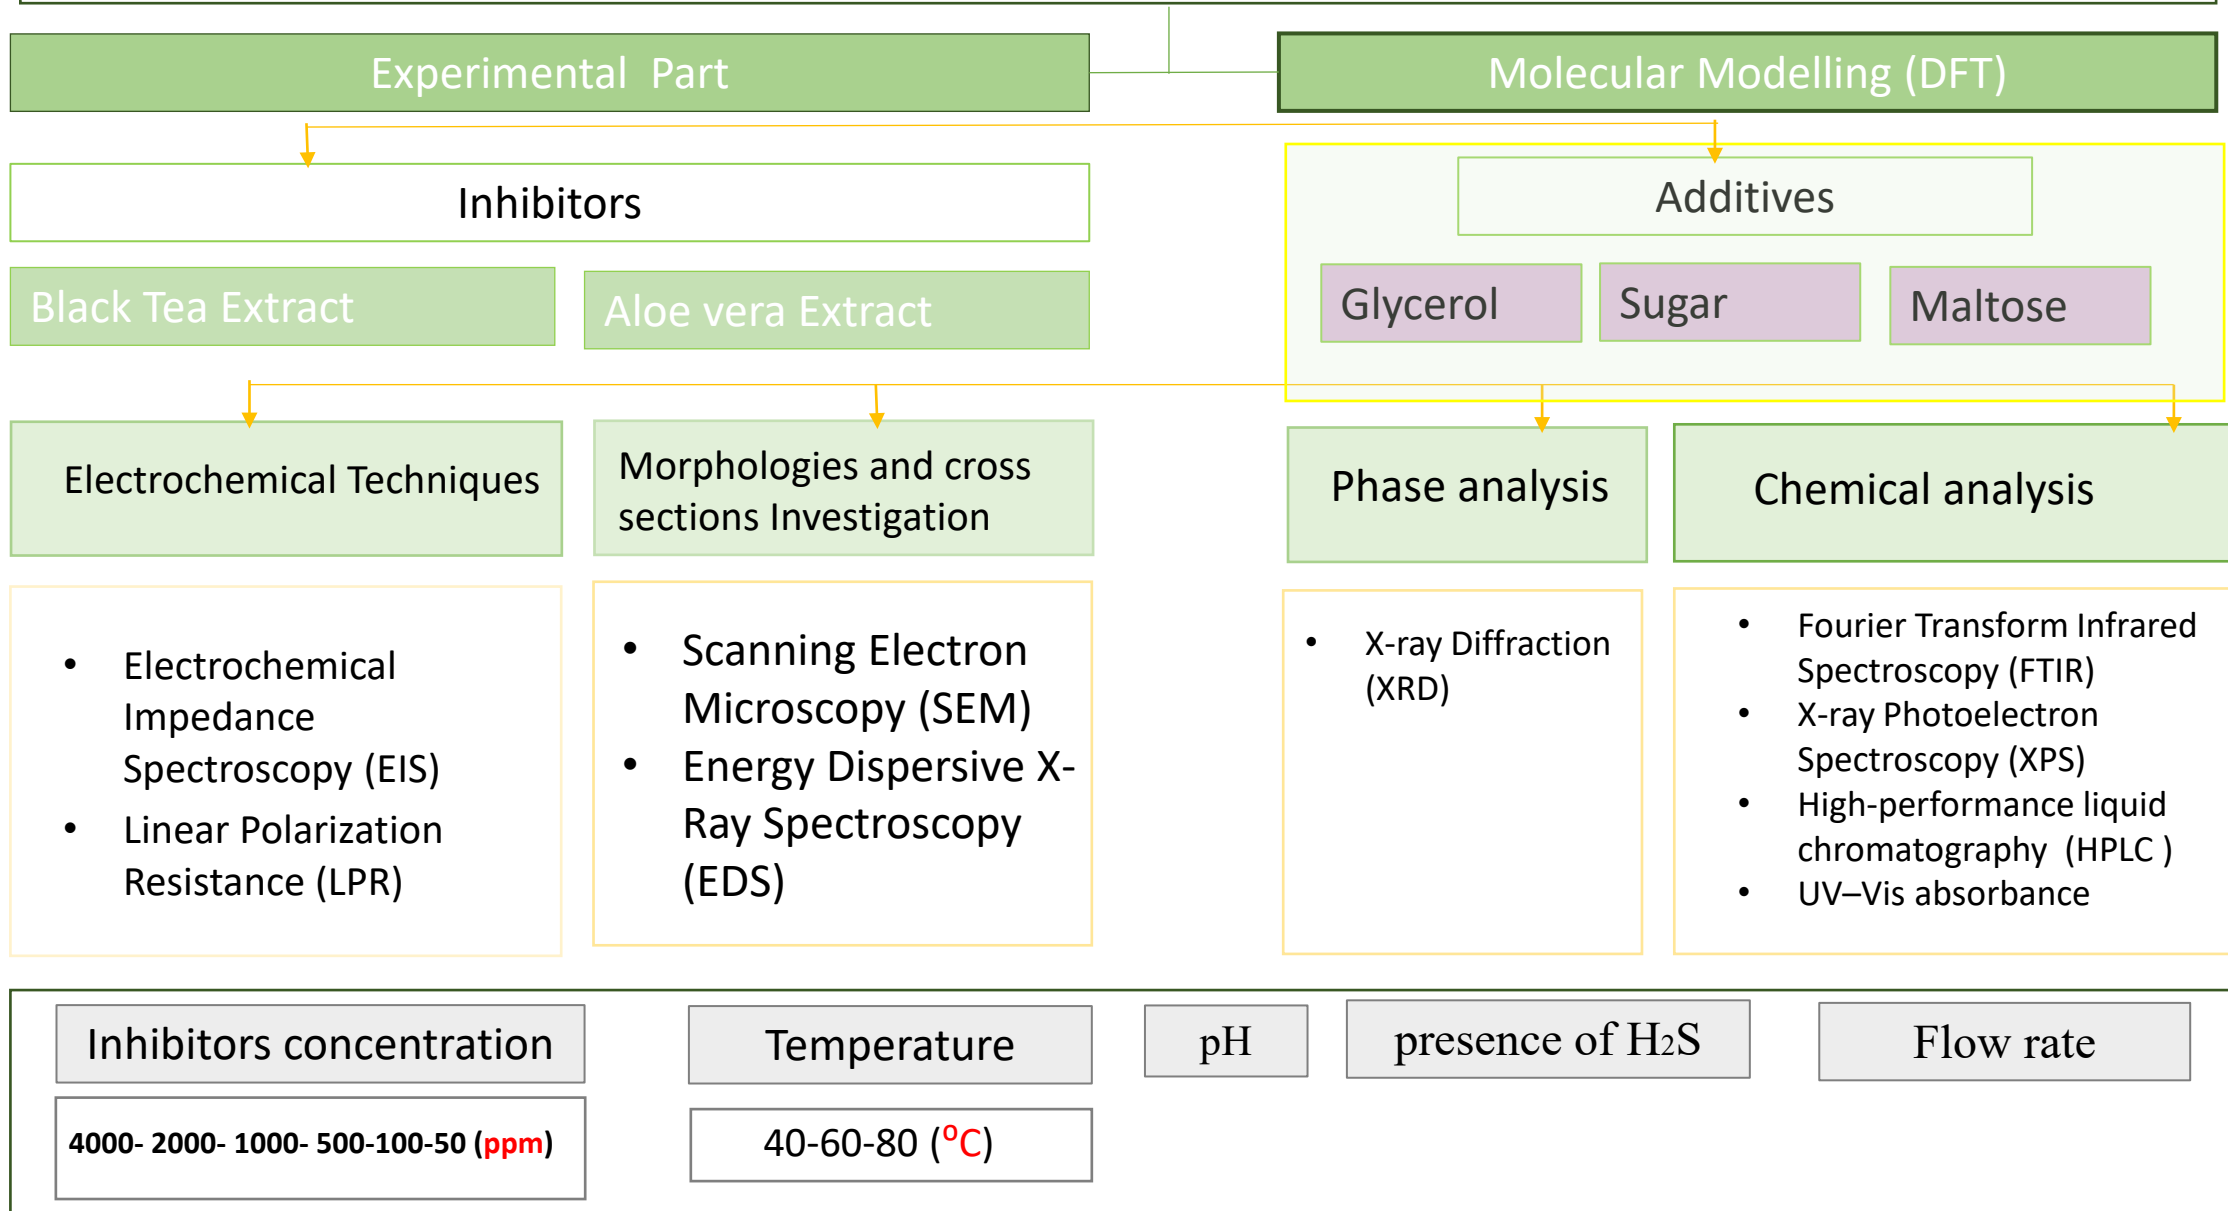 Experimental  Part
Molecular Modelling (DFT)
Inhibitors
Additives
Black Tea Extract
Aloe vera Extract
Glycerol
Sugar
Maltose
Electrochemical Techniques
Morphologies and cross
sections Investigation
Phase analysis
Chemical analysis
• Electrochemical
Impedance
Spectroscopy (EIS)
• Linear Polarization
Resistance (LPR)
• Scanning Electron
Microscopy (SEM)
• Energy Dispersive X-
Ray Spectroscopy
(EDS)
• X-ray Diffraction
(XRD)
• Fourier Transform Infrared
Spectroscopy (FTIR)
• X-ray Photoelectron
Spectroscopy (XPS)
• High-performance liquid
chromatography  (HPLC )
• UV–Vis absorbance
Inhibitors concentration
Temperature
pH
presence of H₂S
Flow rate
4000- 2000- 1000- 500-100-50 (ppm)
40-60-80 (⁰C)